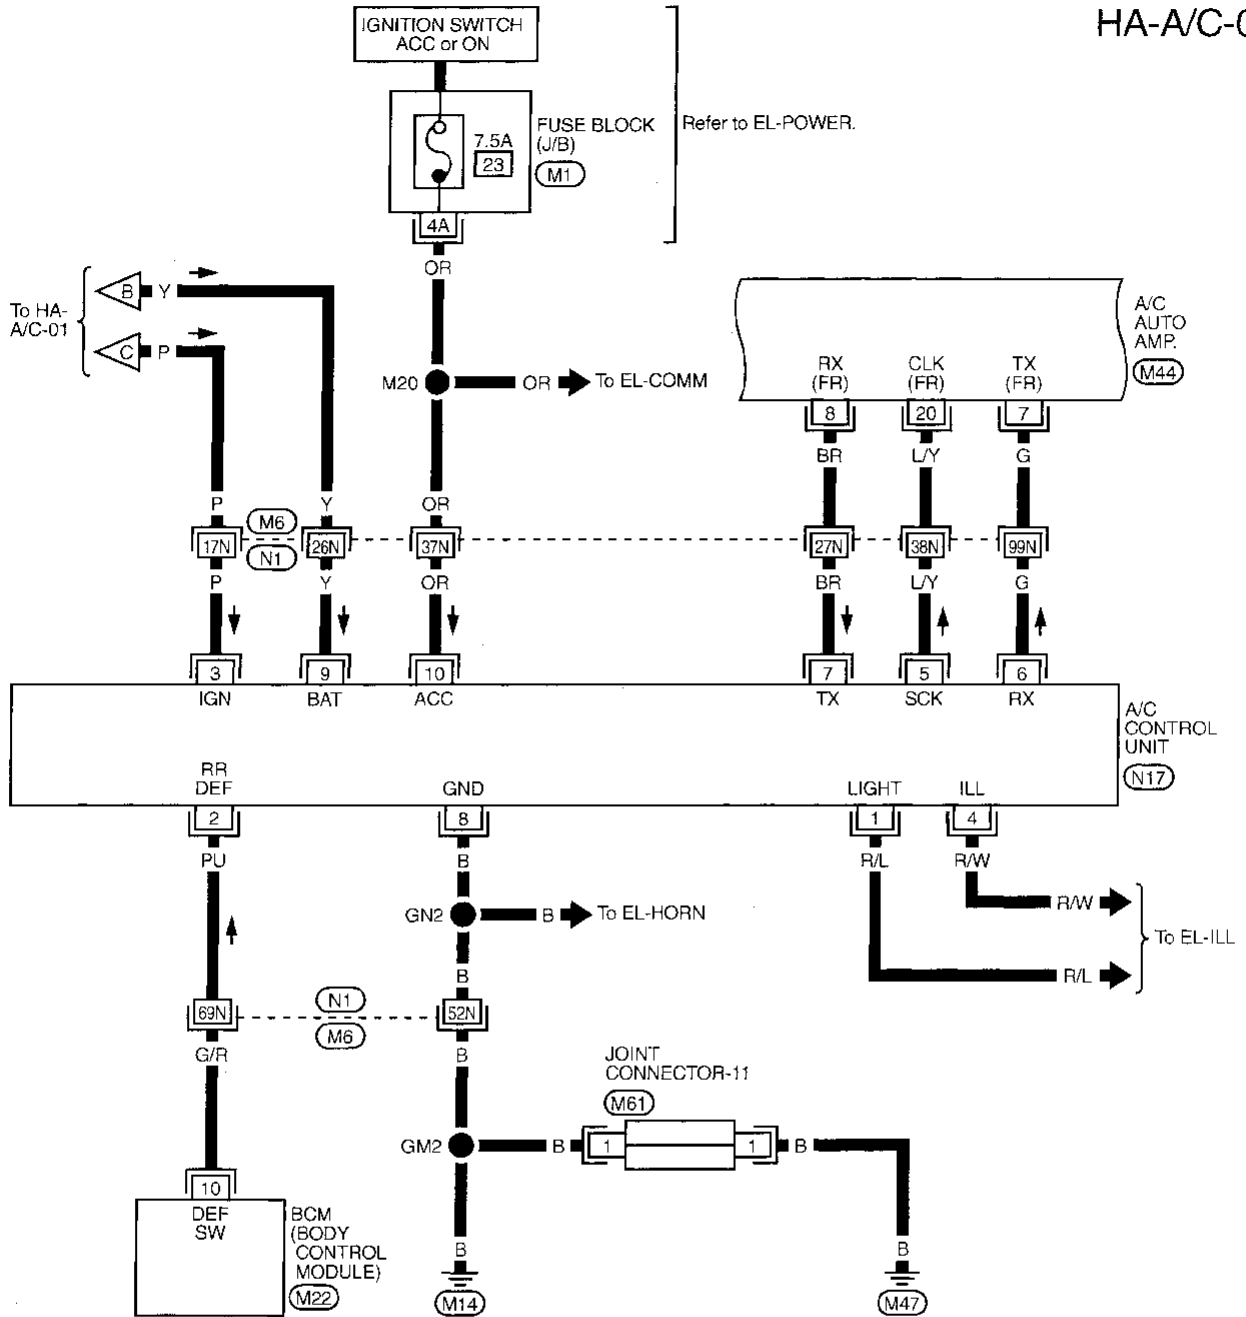 HA-A/C-0
IGNITION SWITCH
ACC or ON
FUSE BLOCK
(J/B)
M1
7.5A
23
Refer to EL-POWER.
4A
OR
To HA-
A/C-01
B
Y
C
P
M20
OR
To EL-COMM
A/C
AUTO
AMP.
M44
RX
(FR)
CLK
(FR)
TX
(FR)
8
20
7
BR
L/Y
G
P
Y
OR
M6
N1
17N
26N
37N
27N
38N
99N
P
Y
OR
BR
L/Y
G
3
9
10
7
5
6
IGN
BAT
ACC
TX
SCK
RX
A/C
CONTROL
UNIT
N17
RR
DEF
GND
LIGHT
ILL
2
8
1
4
PU
B
R/L
R/W
GN2
B
To EL-HORN
R/W
R/L
To EL-ILL
B
69N
N1
M6
52N
G/R
B
JOINT
CONNECTOR-11
M61
GM2
B
1
1
B
10
DEF
SW
BCM
(BODY
CONTROL
MODULE)
M22
B
M14
B
M47